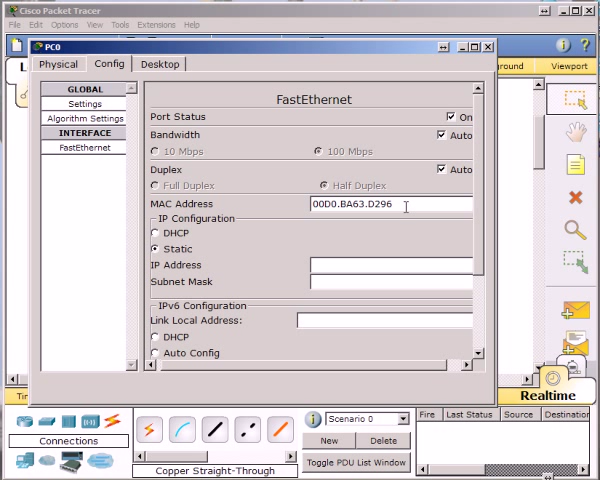 Cisco Packet Tracer
File Edit Options View Tools Extensions Help
PC0
Physical Config Desktop
ground Viewport
GLOBAL
Settings
Algorithm Settings
INTERFACE
FastEthernet
FastEthernet
Port Status On
Bandwidth Auto
10 Mbps 100 Mbps
Duplex Auto
Full Duplex Half Duplex
MAC Address 00D0.BA63.D296
IP Configuration
DHCP
Static
IP Address
Subnet Mask
IPv6 Configuration
Link Local Address:
DHCP
Auto Config
Realtime
Connections
Copper Straight-Through
Scenario 0
New Delete
Toggle PDU List Window
Fire Last Status Source Destination